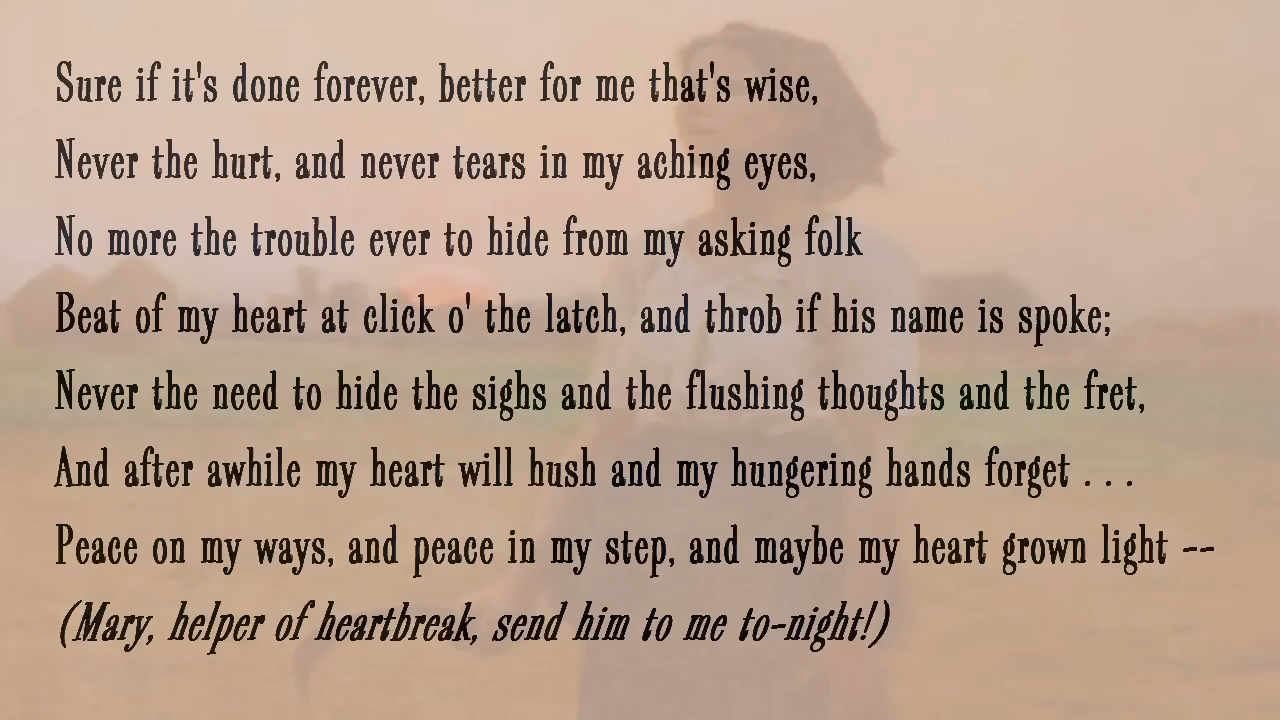 Sure if it's done forever, better for me that's wise,
Never the hurt, and never tears in my aching eyes,
No more the trouble ever to hide from my asking folk
Beat of my heart at click o' the latch, and throb if his name is spoke;
Never the need to hide the sighs and the flushing thoughts and the fret,
And after awhile my heart will hush and my hungering hands forget . . .
Peace on my ways, and peace in my step, and maybe my heart grown light --
(Mary, helper of heartbreak, send him to me to-night!)